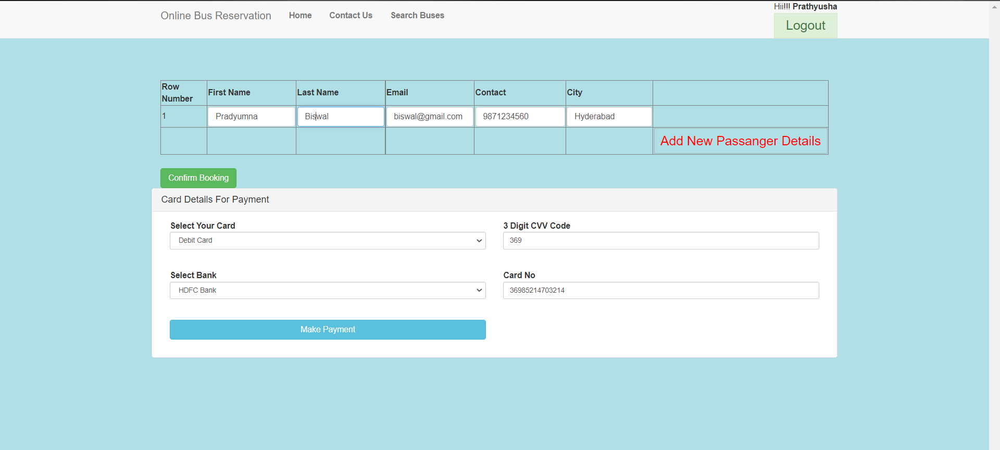 Hii!!! Prathyusha
Online Bus Reservation Home Contact Us Search Buses
Logout
Row Number First Name Last Name Email Contact City
1 Pradyumna Biswal biswal@gmail.com 9871234560 Hyderabad
Add New Passanger Details
Confirm Booking
Card Details For Payment
Select Your Card 3 Digit CVV Code
Debit Card 369
Select Bank Card No
HDFC Bank 36985214703214
Make Payment